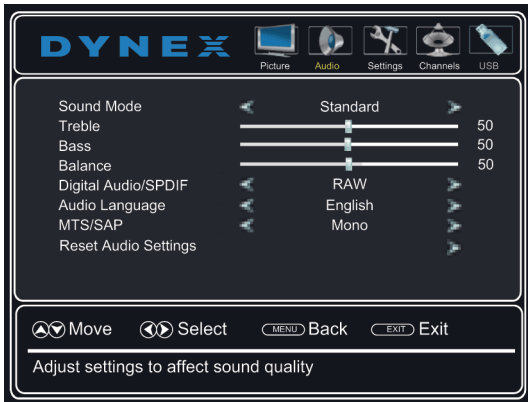 DYNEX
Picture Audio Settings Channels USB
Sound Mode Standard
Treble 50
Bass 50
Balance 50
Digital Audio/SPDIF RAW
Audio Language English
MTS/SAP Mono
Reset Audio Settings
Move Select MENU Back EXIT Exit
Adjust settings to affect sound quality